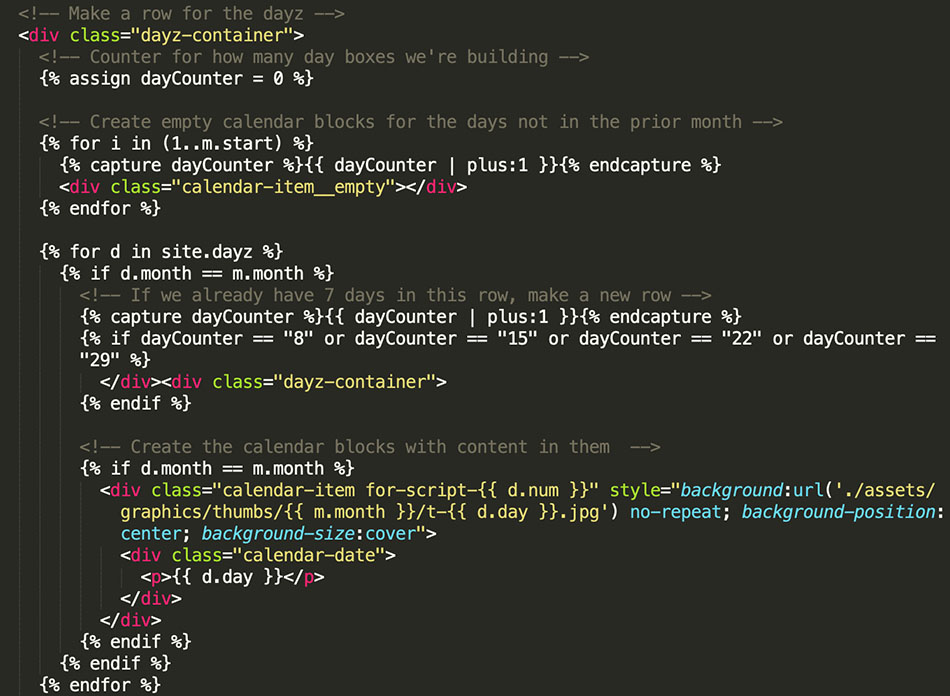 <!-- Make a row for the dayz -->
<div class="dayz-container">
<!-- Counter for how many day boxes we're building -->
{% assign dayCounter = 0 %}
<!-- Create empty calendar blocks for the days not in the prior month -->
{% for i in (1..m.start) %}
{% capture dayCounter %}{{ dayCounter | plus:1 }}{% endcapture %}
<div class="calendar-item__empty"></div>
{% endfor %}
{% for d in site.dayz %}
{% if d.month == m.month %}
<!-- If we already have 7 days in this row, make a new row -->
{% capture dayCounter %}{{ dayCounter | plus:1 }}{% endcapture %}
{% if dayCounter == "8" or dayCounter == "15" or dayCounter == "22" or dayCounter ==
"29" %}
</div><div class="dayz-container">
{% endif %}
<!-- Create the calendar blocks with content in them  -->
{% if d.month == m.month %}
<div class="calendar-item for-script-{{ d.num }}" style="background:url('./assets/
graphics/thumbs/{{ m.month }}/t-{{ d.day }}.jpg') no-repeat; background-position:
center; background-size:cover">
<div class="calendar-date">
<p>{{ d.day }}</p>
</div>
</div>
{% endif %}
{% endif %}
{% endfor %}